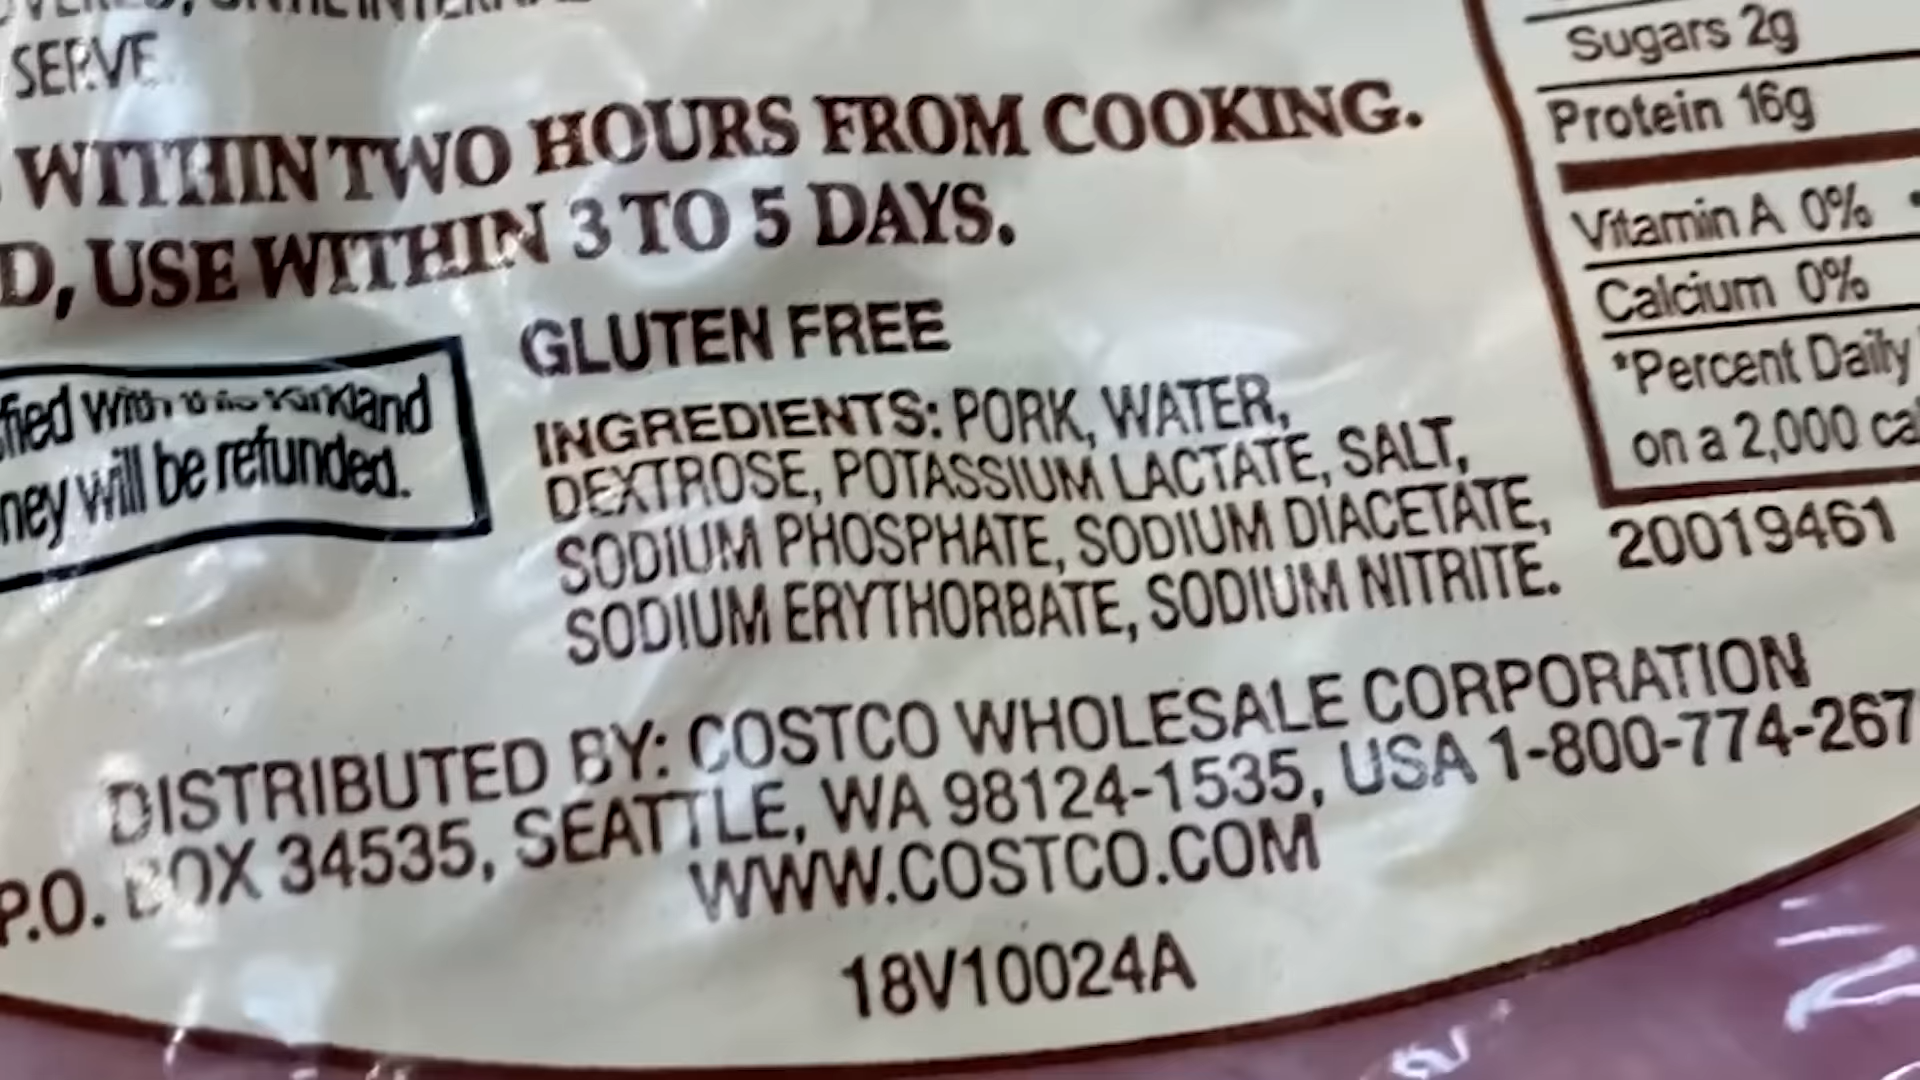 SERVE.
WITHIN TWO HOURS FROM COOKING.
D, USE WITHIN 3 TO 5 DAYS.
fied with
ney will be refunded.
GLUTEN FREE
INGREDIENTS: PORK, WATER,
DEXTROSE, POTASSIUM LACTATE, SALT,
SODIUM PHOSPHATE, SODIUM DIACETATE,
SODIUM ERYTHORBATE, SODIUM NITRITE.
Sugars 2g
Protein 16g
Vitamin A 0% •
Calcium 0%
*Percent Daily
on a 2,000 cal
20019461
DISTRIBUTED BY: COSTCO WHOLESALE CORPORATION
P.O. BOX 34535, SEATTLE, WA 98124-1535, USA 1-800-774-267
WWW.COSTCO.COM
18V10024A